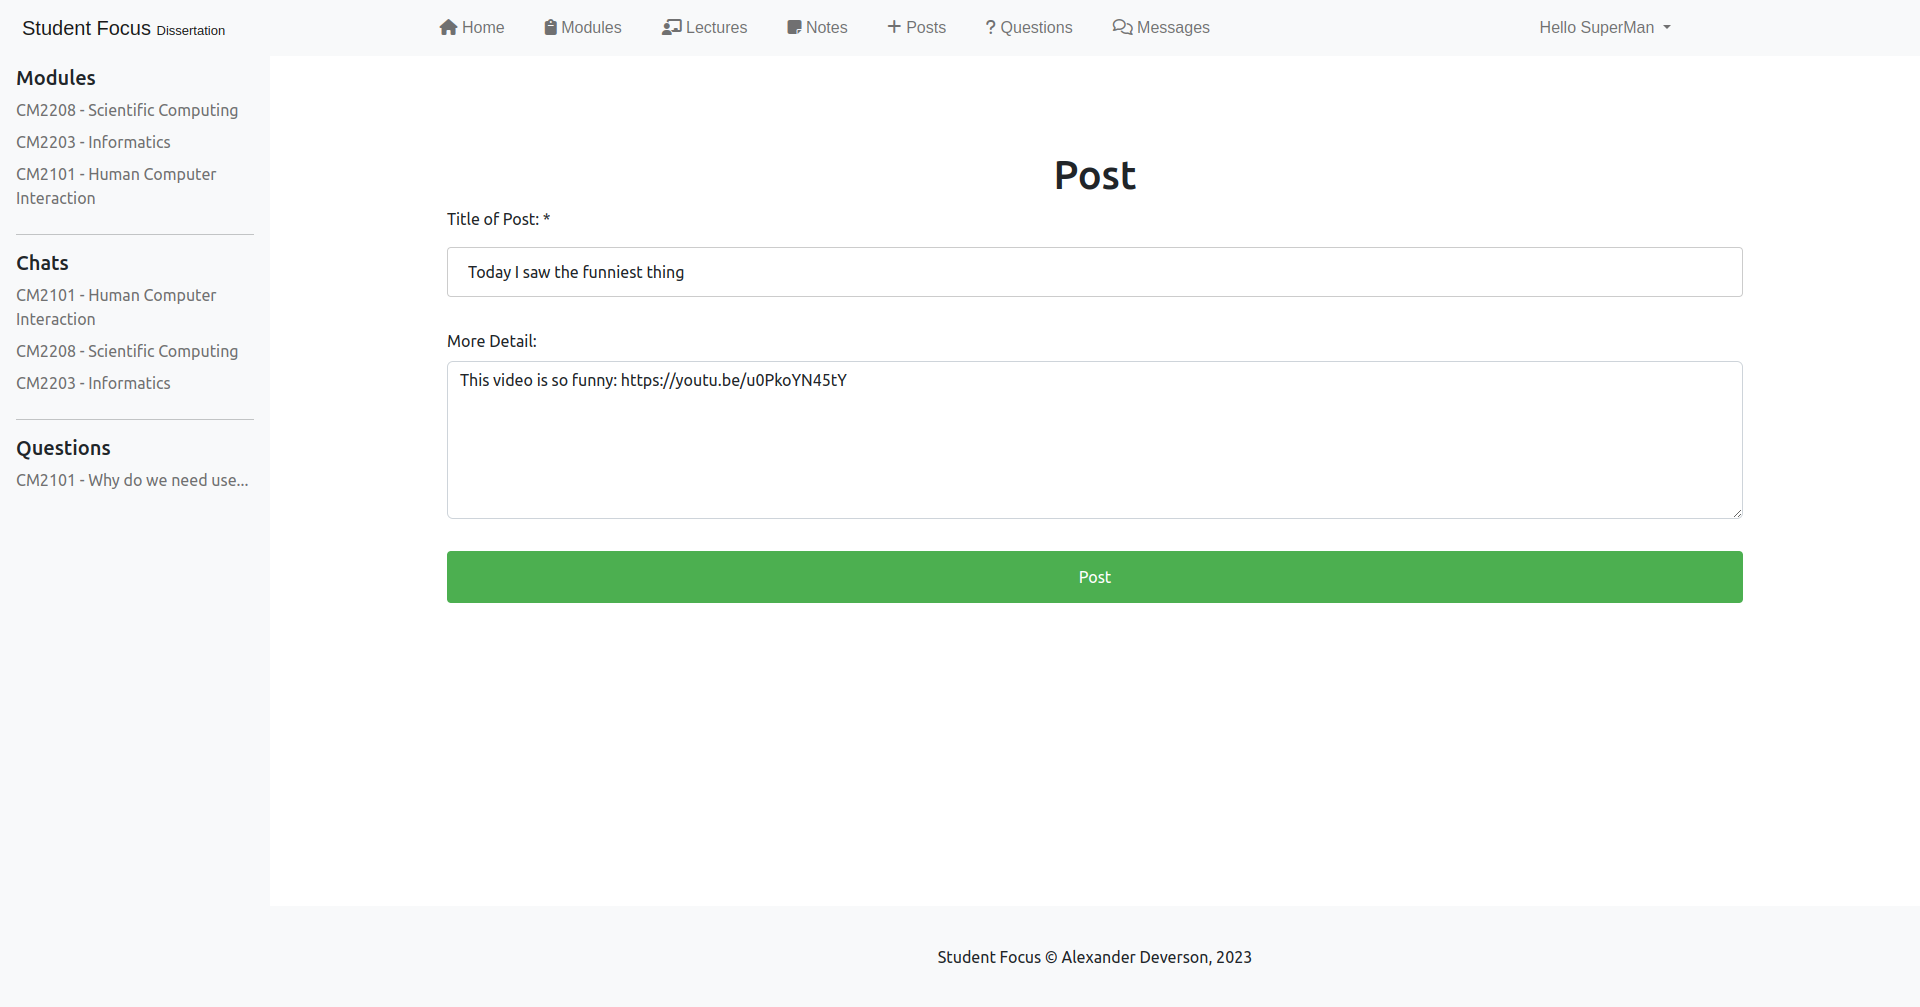 Student Focus Dissertation
Home
Modules
Lectures
Notes
Posts
Questions
Messages
Hello SuperMan
Modules
CM2208 - Scientific Computing
CM2203 - Informatics
CM2101 - Human Computer
Interaction
Chats
CM2101 - Human Computer
Interaction
CM2208 - Scientific Computing
CM2203 - Informatics
Questions
CM2101 - Why do we need use...
Post
Title of Post: *
Today I saw the funniest thing
More Detail:
This video is so funny: https://youtu.be/u0PkoYN45tY
Post
Student Focus © Alexander Deverson, 2023